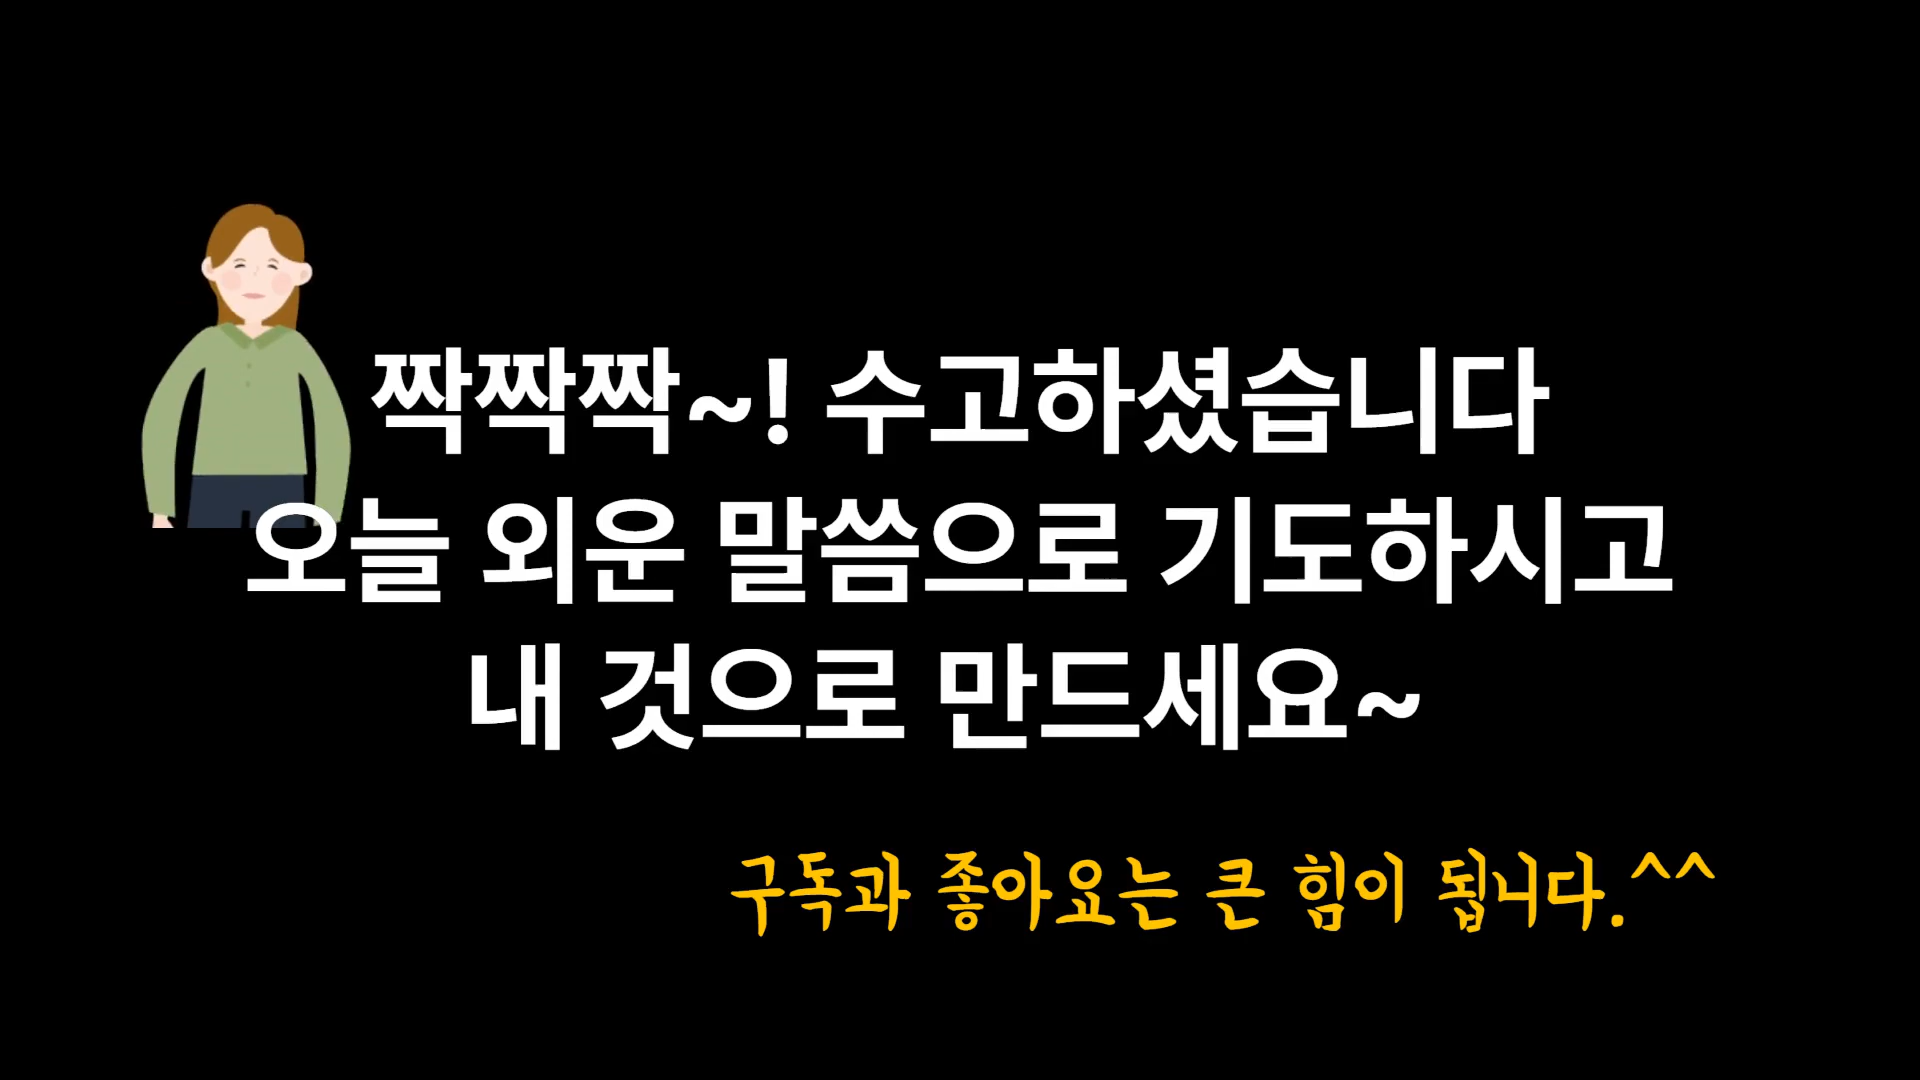 짝짝짝~! 수고하셨습니다
오늘 외운 말씀으로 기도하시고
내 것으로 만드세요~
구독과 좋아요는 큰 힘이 됩니다.^^